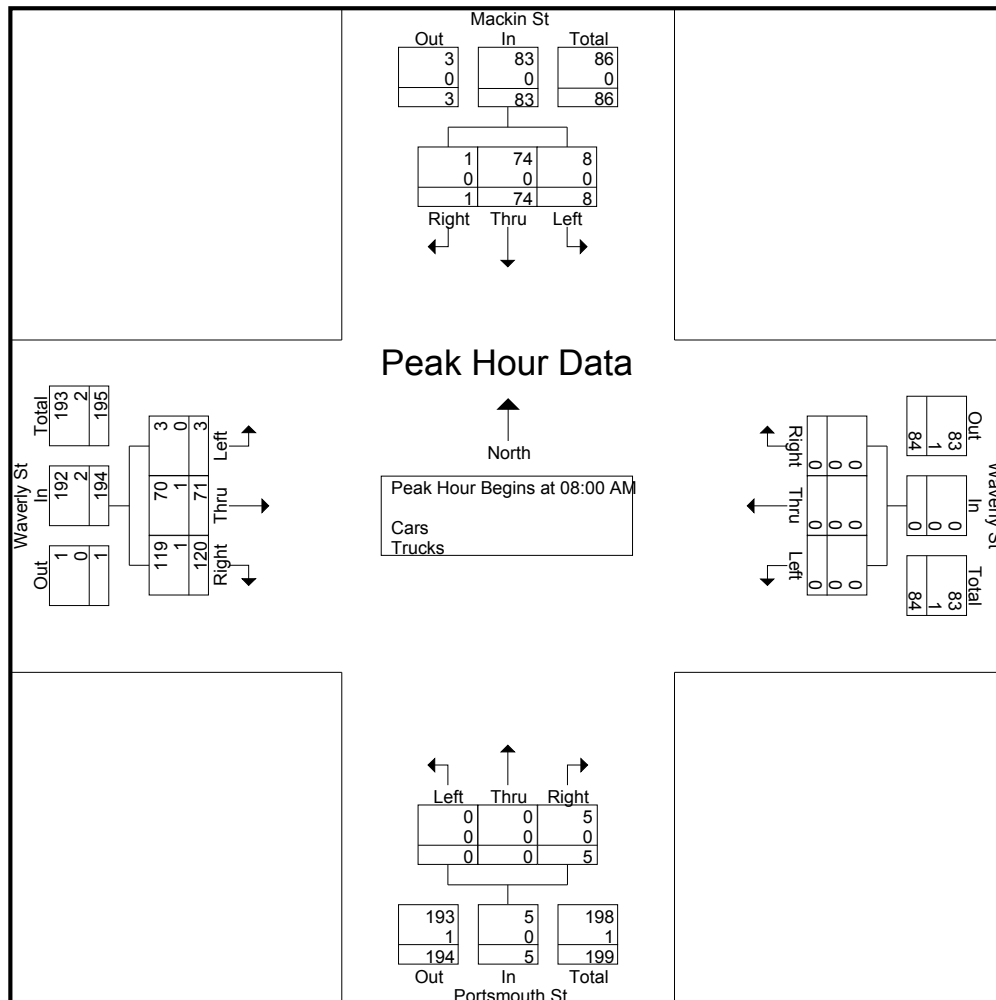 Mackin St
Out In Total
3 83 86
0 0 0
3 83 86
1 74 8
0 0 0
1 74 8
Right Thru Left
Peak Hour Data
North
Peak Hour Begins at 08:00 AM
Cars
Trucks
Waverly St
Out In Total
1 192 193
0 2 2
1 194 195
Right Thru Left
119 70 3
1 1 0
120 71 3
Waverly St
Out In Total
83 0 83
1 0 1
84 0 84
Right Thru Left
0 0 0
0 0 0
0 0 0
Left Thru Right
0 0 5
0 0 0
0 0 5
193 5 198
1 0 1
194 5 199
Out In Total
Portsmouth St